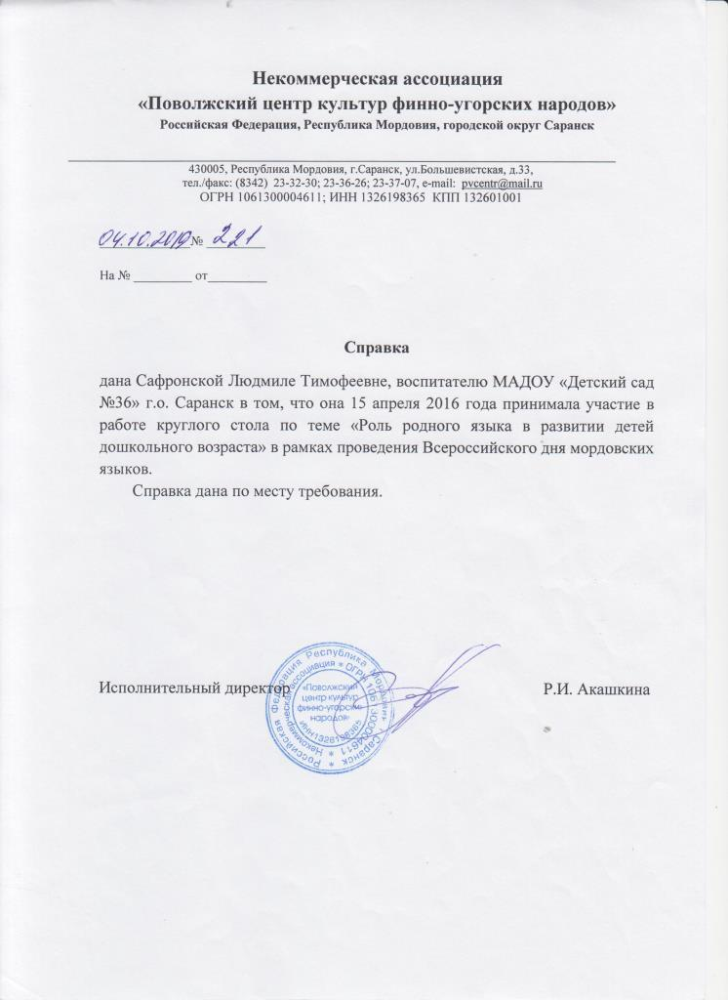 Некоммерческая ассоциация
«Поволжский центр культур финно-угорских народов»
Российская Федерация, Республика Мордовия, городской округ Саранск
430005, Республика Мордовия, г.Саранск, ул.Большевистская, д.33,
тел./факс: (8342) 23-32-30; 23-36-26; 23-37-07, e-mail: pvcentr@mail.ru
ОГРН 1061300004611; ИНН 1326198365 КПП 132601001
04.10.2019 № 221
На № _________ от_________
Справка
дана Сафронской Людмиле Тимофеевне, воспитателю МАДОУ «Детский сад
№36» г.о. Саранск в том, что она 15 апреля 2016 года принимала участие в
работе круглого стола по теме «Роль родного языка в развитии детей
дошкольного возраста» в рамках проведения Всероссийского дня мордовских
языков.
Справка дана по месту требования.
Исполнительный директор
Р.И. Акашкина
Российская Федерация Республика Мордовия г. Саранск *
Некоммерческая ассоциация * ОГРН 1061300004611 *
«Поволжский
центр культур
финно-угорских
народов»
ИНН1326198365